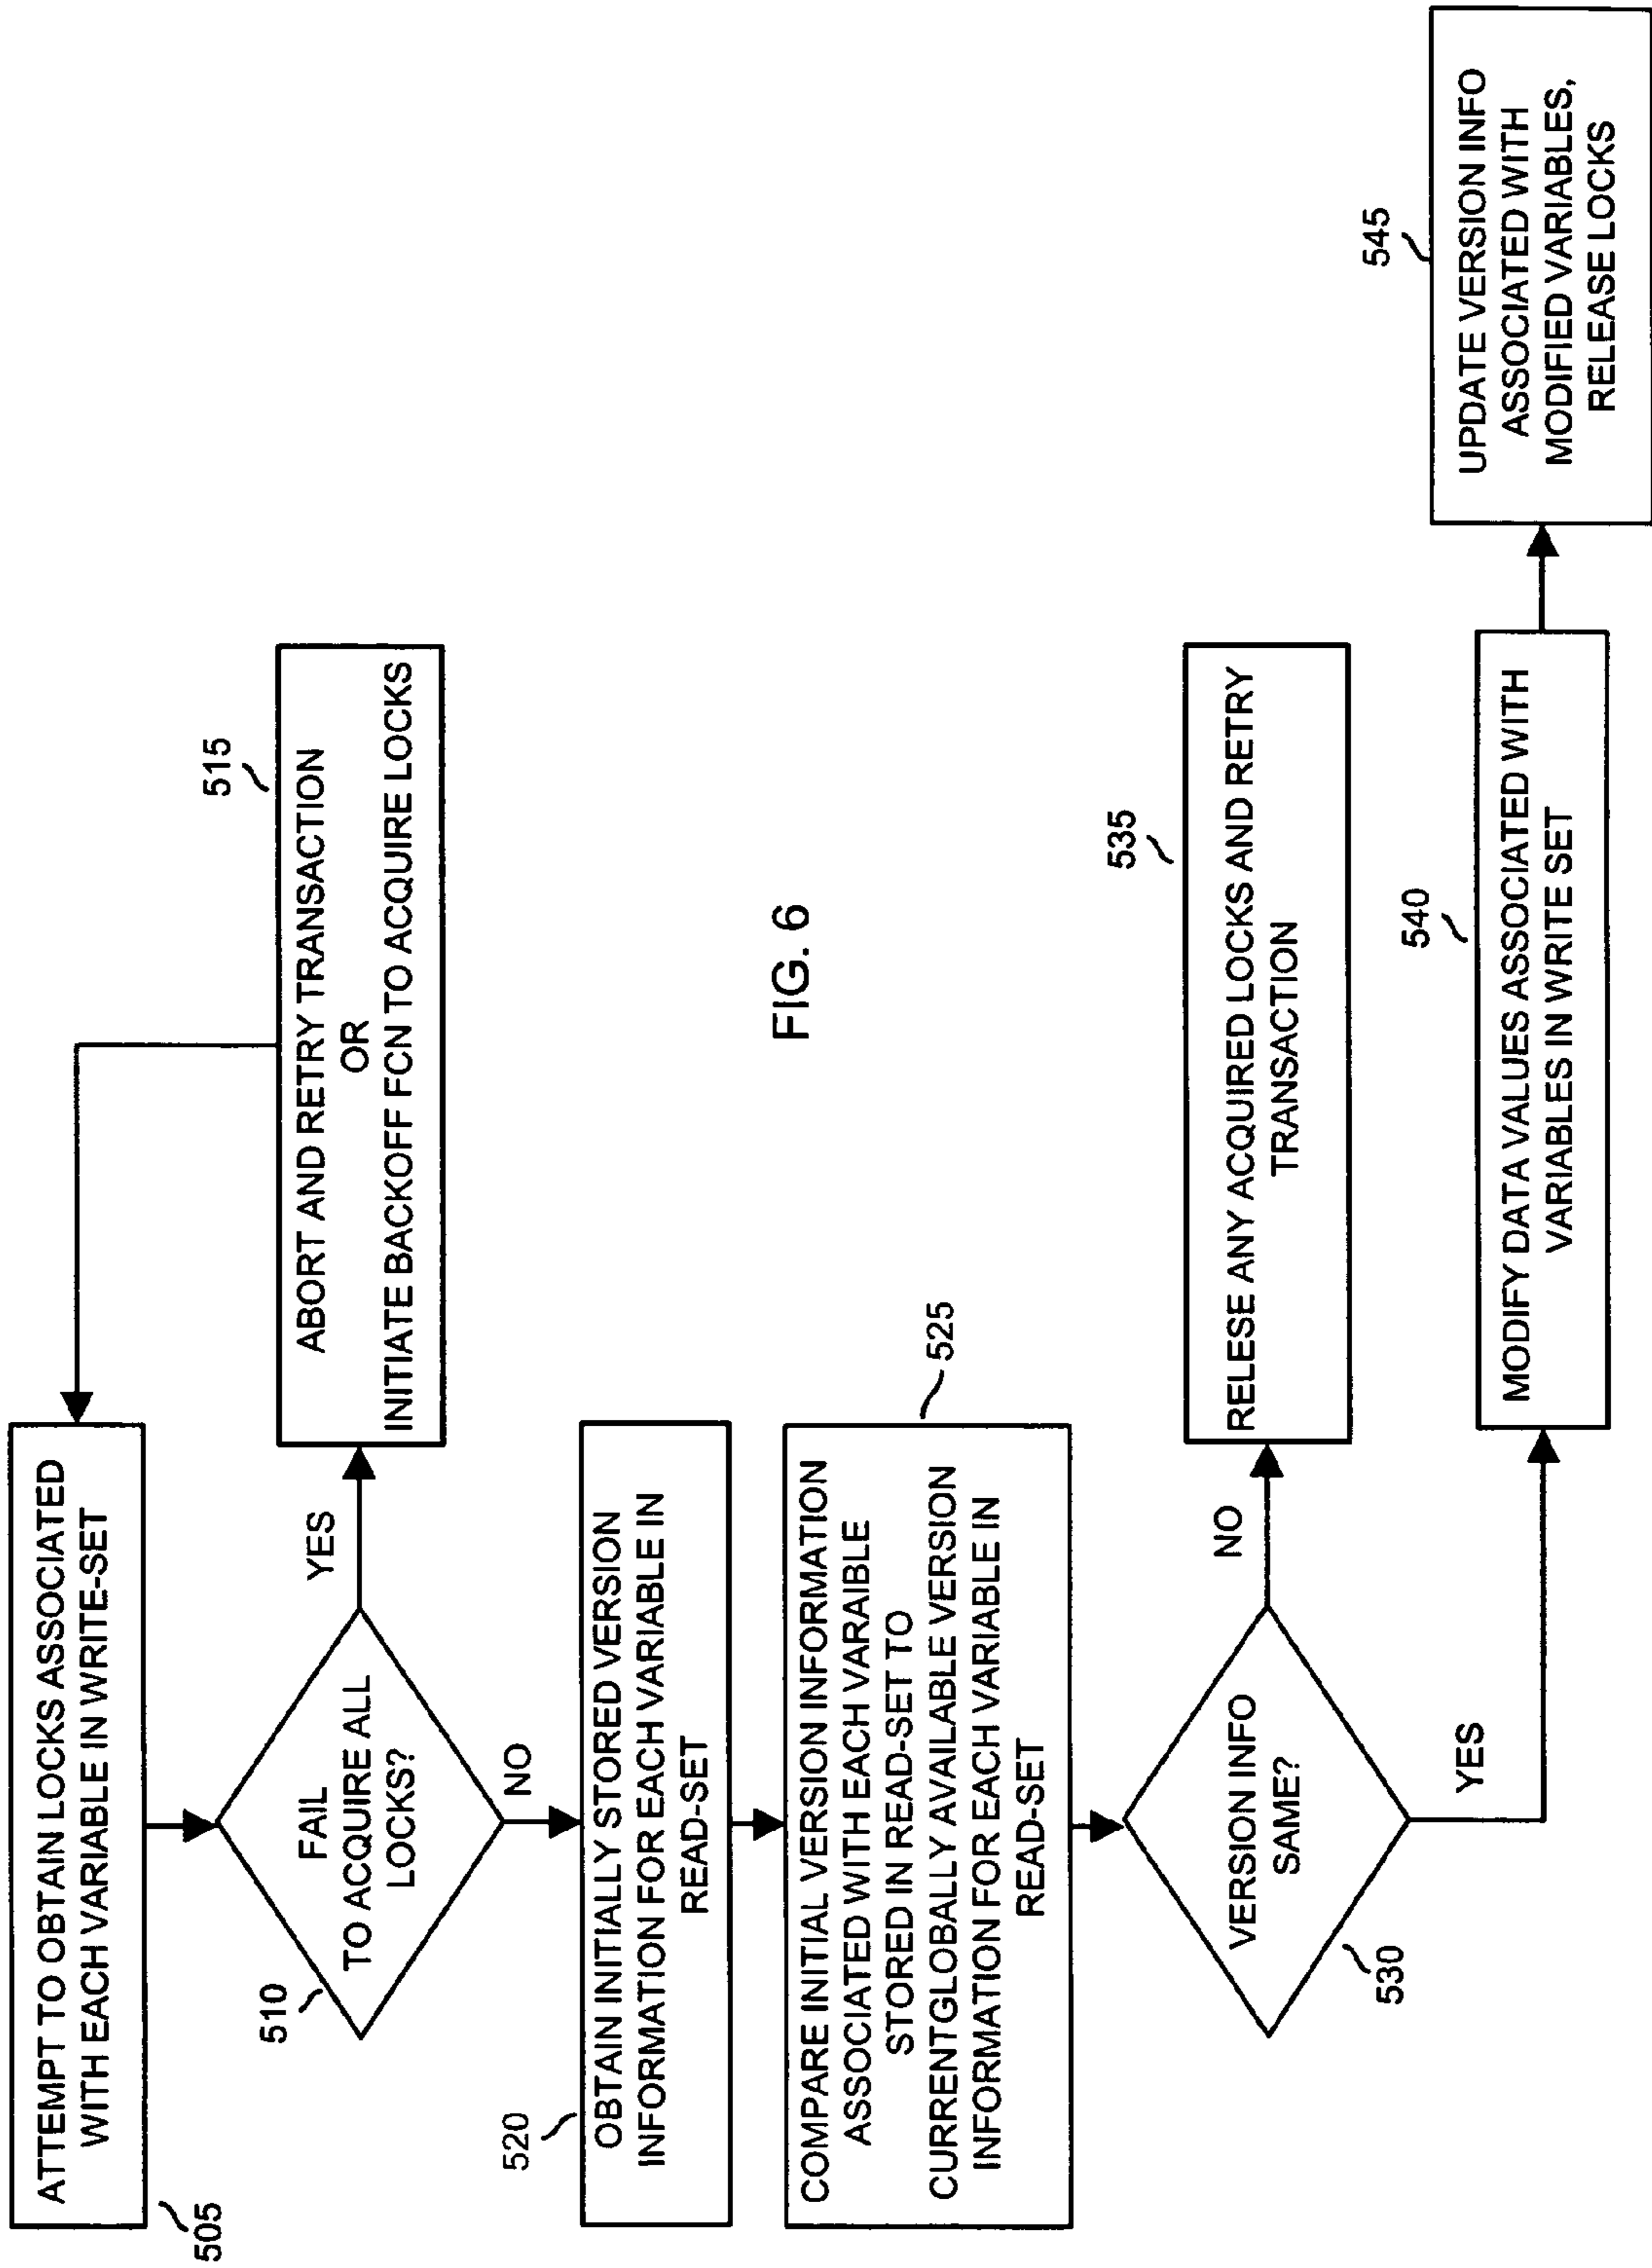 ATTEMPT TO OBTAIN LOCKS ASSOCIATED
WITH EACH VARIABLE IN WRITE-SET
505
FAIL
TO ACQUIRE ALL
LOCKS?
510
YES
NO
515
ABORT AND RETRY TRANSACTION
OR
INITIATE BACKOFF FCN TO ACQUIRE LOCKS
520
OBTAIN INITIALLY STORED VERSION
INFORMATION FOR EACH VARIABLE IN
READ-SET
525
COMPARE INITIAL VERSION INFORMATION
ASSOCIATED WITH EACH VARAIBLE
STORED IN READ-SET TO
CURRENTGLOBALLY AVAILABLE VERSION
INFORMATION FOR EACH VARIABLE IN
READ-SET
FIG. 6
VERSION INFO
SAME?
530
NO
YES
535
RELESE ANY ACQUIRED LOCKS AND RETRY
TRANSACTION
540
MODIFY DATA VALUES ASSOCIATED WITH
VARIABLES IN WRITE SET
545
UPDATE VERSION INFO
ASSOCIATED WITH
MODIFIED VARIABLES,
RELEASE LOCKS